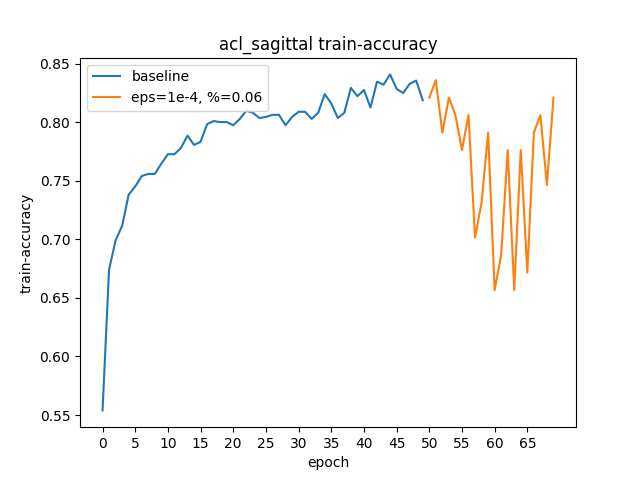 acl_sagittal train-accuracy
baseline
eps=1e-4, %=0.06
train-accuracy
0.85
0.80
0.75
0.70
0.65
0.60
0.55
0 5 10 15 20 25 30 35 40 45 50 55 60 65
epoch